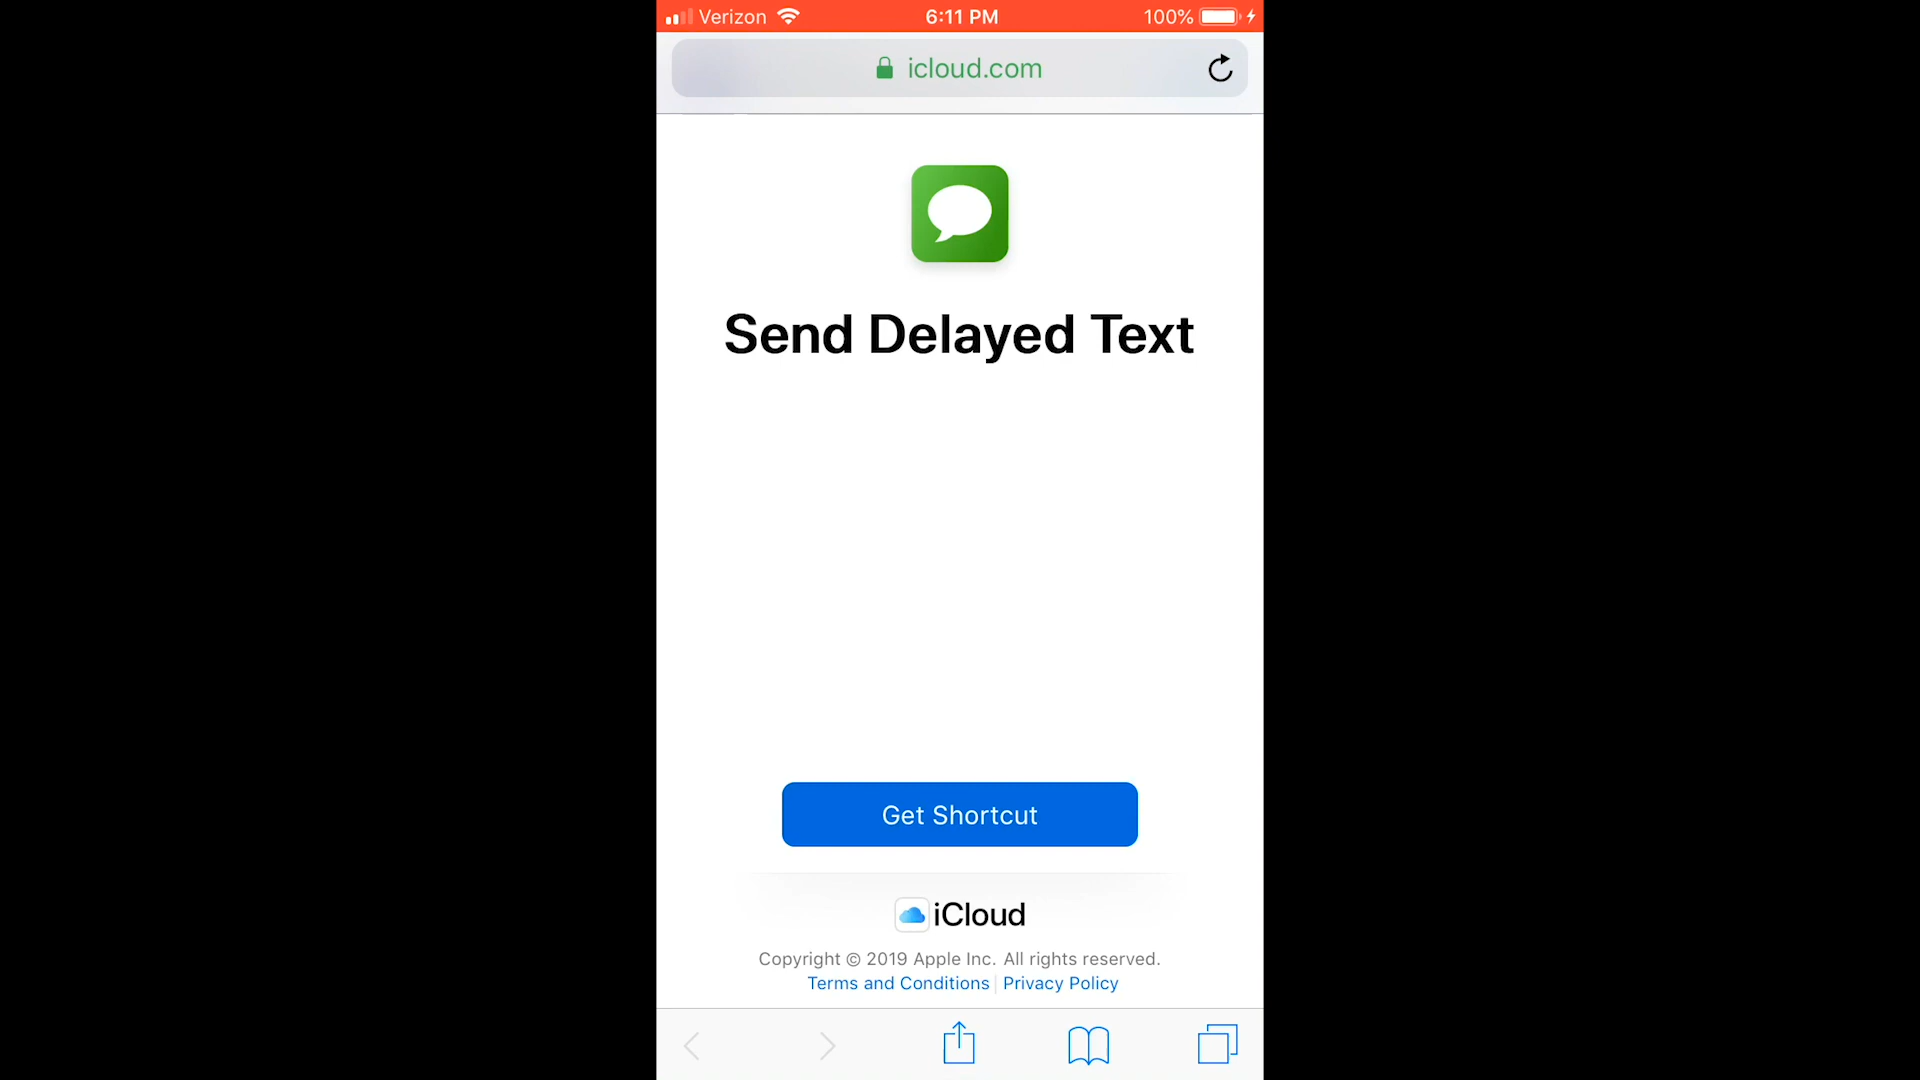 Verizon 6:11 PM 100%
icloud.com
Send Delayed Text
Get Shortcut
iCloud
Copyright © 2019 Apple Inc. All rights reserved.
Terms and Conditions | Privacy Policy